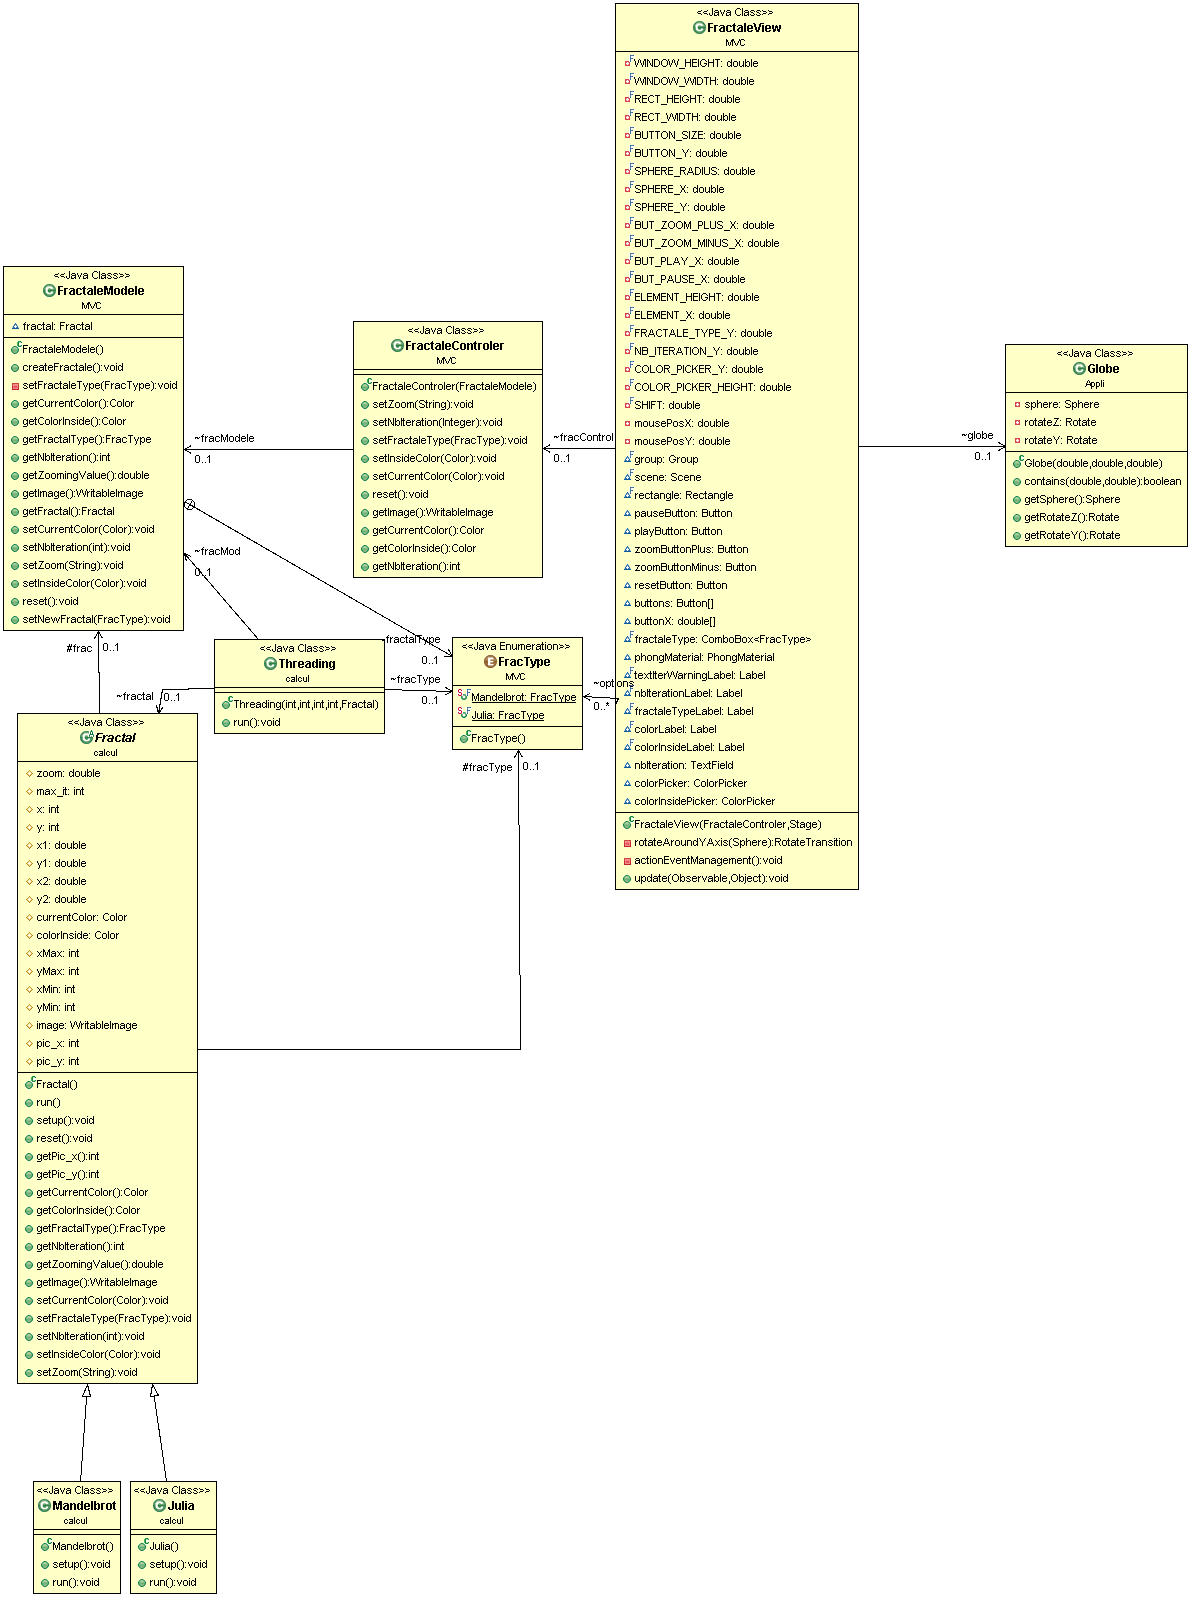 <<Java Class>>
FractaleView
MVC
WINDOW_HEIGHT: double
WINDOW_WIDTH: double
RECT_HEIGHT: double
RECT_WIDTH: double
BUTTON_SIZE: double
BUTTON_Y: double
SPHERE_RADIUS: double
SPHERE_X: double
SPHERE_Y: double
BUT_ZOOM_PLUS_X: double
BUT_ZOOM_MINUS_X: double
BUT_PLAY_X: double
BUT_PAUSE_X: double
ELEMENT_HEIGHT: double
ELEMENT_X: double
FRACTALE_TYPE_Y: double
NB_ITERATION_Y: double
COLOR_PICKER_Y: double
COLOR_PICKER_HEIGHT: double
SHIFT: double
mousePosX: double
mousePosY: double
group: Group
scene: Scene
rectangle: Rectangle
pauseButton: Button
playButton: Button
zoomButtonPlus: Button
zoomButtonMinus: Button
resetButton: Button
buttons: Button[]
buttonX: double[]
fractaleType: ComboBox<FracType>
phongMaterial: PhongMaterial
textIterWarningLabel: Label
nbIterationLabel: Label
fractaleTypeLabel: Label
colorLabel: Label
colorInsideLabel: Label
nbIteration: TextField
colorPicker: ColorPicker
colorInsidePicker: ColorPicker
FractaleView(FractaleControler,Stage)
rotateAroundYAxis(Sphere):RotateTransition
actionEventManagement():void
update(Observable,Object):void
<<Java Class>>
FractaleModele
MVC
fractal: Fractal
FractaleModele()
createFractale():void
setFractaleType(FracType):void
getCurrentColor():Color
getColorInside():Color
getFractalType():FracType
getNbIteration():int
getZoomingValue():double
getImage():WritableImage
getFractal():Fractal
setCurrentColor(Color):void
setNbIteration(int):void
setZoom(String):void
setInsideColor(Color):void
reset():void
setNewFractal(FracType):void
<<Java Class>>
FractaleControler
MVC
FractaleControler(FractaleModele)
setZoom(String):void
setNbIteration(Integer):void
setFractaleType(FracType):void
setInsideColor(Color):void
setCurrentColor(Color):void
reset():void
getImage():WritableImage
getCurrentColor():Color
getColorInside():Color
getNbIteration():int
<<Java Class>>
Globe
Appli
sphere: Sphere
rotateZ: Rotate
rotateY: Rotate
Globe(double,double,double)
contains(double,double):boolean
getSphere():Sphere
getRotateZ():Rotate
getRotateY():Rotate
~fracModele
0..1
~fracControl
0..1
~globe
0..1
~fracMod
0..1
-fractalType
0..1
#frac
0..1
~fractal
0..1
~fracType
0..1
~options
0..*
#fracType
0..1
<<Java Class>>
Threading
calcul
Threading(int,int,int,int,Fractal)
run():void
<<Java Enumeration>>
FracType
MVC
Mandelbrot: FracType
Julia: FracType
FracType()
<<Java Class>>
Fractal
calcul
zoom: double
max_it: int
x: int
y: int
x1: double
y1: double
x2: double
y2: double
currentColor: Color
colorInside: Color
xMax: int
yMax: int
xMin: int
yMin: int
image: WritableImage
pic_x: int
pic_y: int
Fractal()
run()
setup():void
reset():void
getPic_x():int
getPic_y():int
getCurrentColor():Color
getColorInside():Color
getFractalType():FracType
getNbIteration():int
getZoomingValue():double
getImage():WritableImage
setCurrentColor(Color):void
setFractaleType(FracType):void
setNbIteration(int):void
setInsideColor(Color):void
setZoom(String):void
<<Java Class>>
Mandelbrot
calcul
Mandelbrot()
setup():void
run():void
<<Java Class>>
Julia
calcul
Julia()
setup():void
run():void